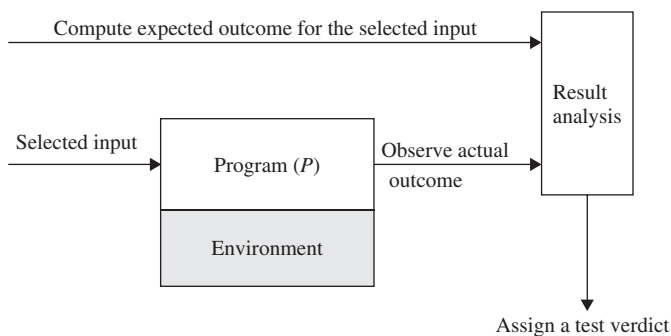 Compute expected outcome for the selected input
Result
analysis
Selected input
Program (P)
Observe actual
outcome
Environment
Assign a test verdict